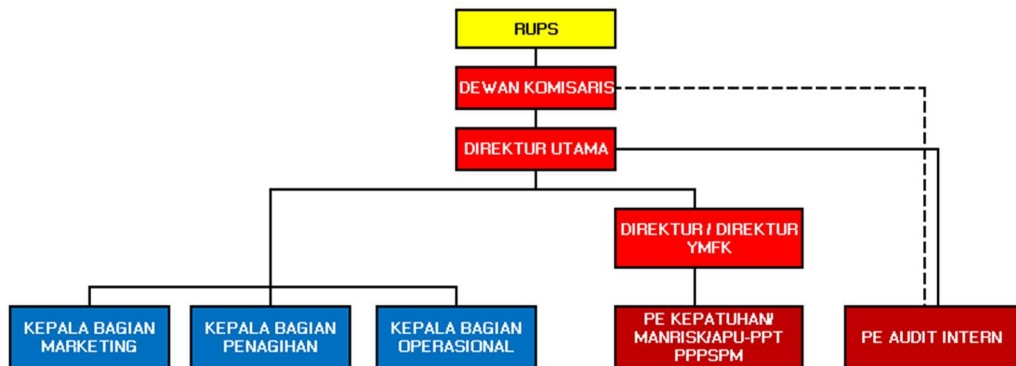 RUPS
DEWAN KOMISARIS
DIREKTUR UTAMA
DIREKTUR / DIREKTUR
YMFK
KEPALA BAGIAN
MARKETING
KEPALA BAGIAN
PENAGIHAN
KEPALA BAGIAN
OPERASIONAL
PE KEPATUHAN/
MANRISK/APU-PPT
PPPSPM
PE AUDIT INTERN